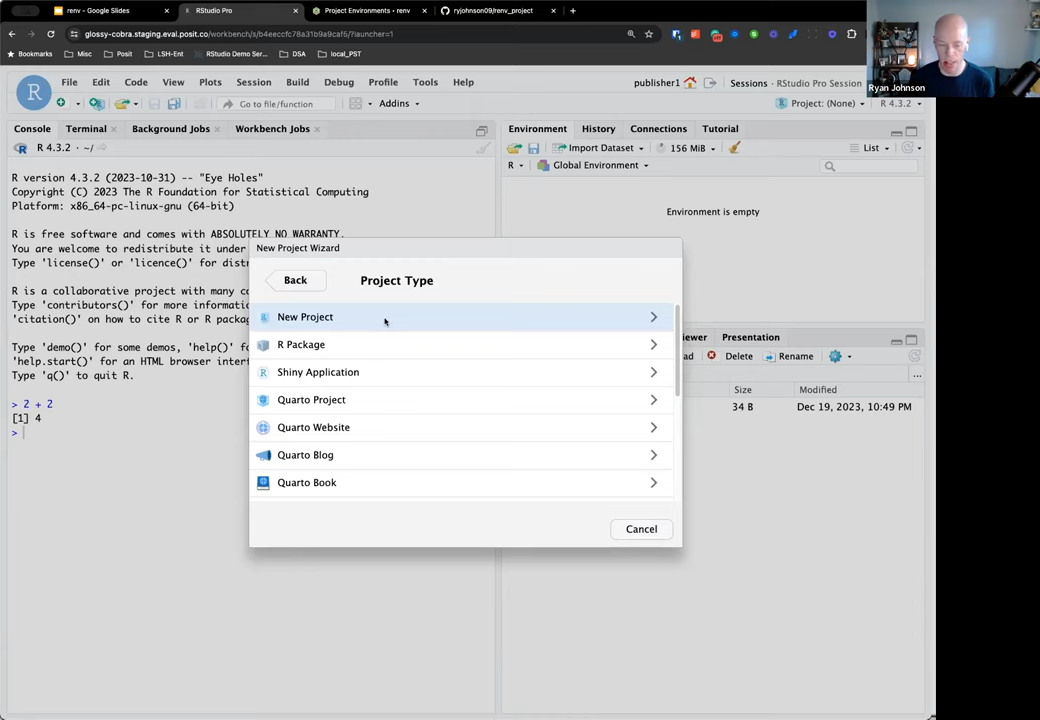 renv - Google Slides
RStudio Pro
Project Environments • renv
ryjohnson09/renv_project
glossy-cobra.staging.eval.posit.co/workbench/s/b4eeccfc78a31b9a9caf5/?launcher=1
Bookmarks
Misc
Posit
LSH-Ent
RStudio Demo Ser...
DSA
local_PST
Ryan Johnson
File
Edit
Code
View
Plots
Session
Build
Debug
Profile
Tools
Help
publisher1
Sessions
RStudio Pro Session
Go to file/function
Addins
Project: (None)
R 4.3.2
Console
Terminal
Background Jobs
Workbench Jobs
R 4.3.2 · ~/
R version 4.3.2 (2023-10-31) -- "Eye Holes"
Copyright (C) 2023 The R Foundation for Statistical Computing
Platform: x86_64-pc-linux-gnu (64-bit)
R is free software and comes with ABSOLUTELY NO WARRANTY.
You are welcome to redistribute it under
Type 'license()' or 'licence()' for dist
R is a collaborative project with many co
Type 'contributors()' for more informatio
'citation()' on how to cite R or R packag
Type 'demo()' for some demos, 'help()' fo
'help.start()' for an HTML browser interf
Type 'q()' to quit R.
> 2 + 2
[1] 4
>
Environment
History
Connections
Tutorial
Import Dataset
156 MiB
List
R
Global Environment
Environment is empty
ewer
Presentation
ad
Delete
Rename
...
Size
Modified
34 B
Dec 19, 2023, 10:49 PM
New Project Wizard
Back
Project Type
New Project
R Package
Shiny Application
Quarto Project
Quarto Website
Quarto Blog
Quarto Book
Cancel